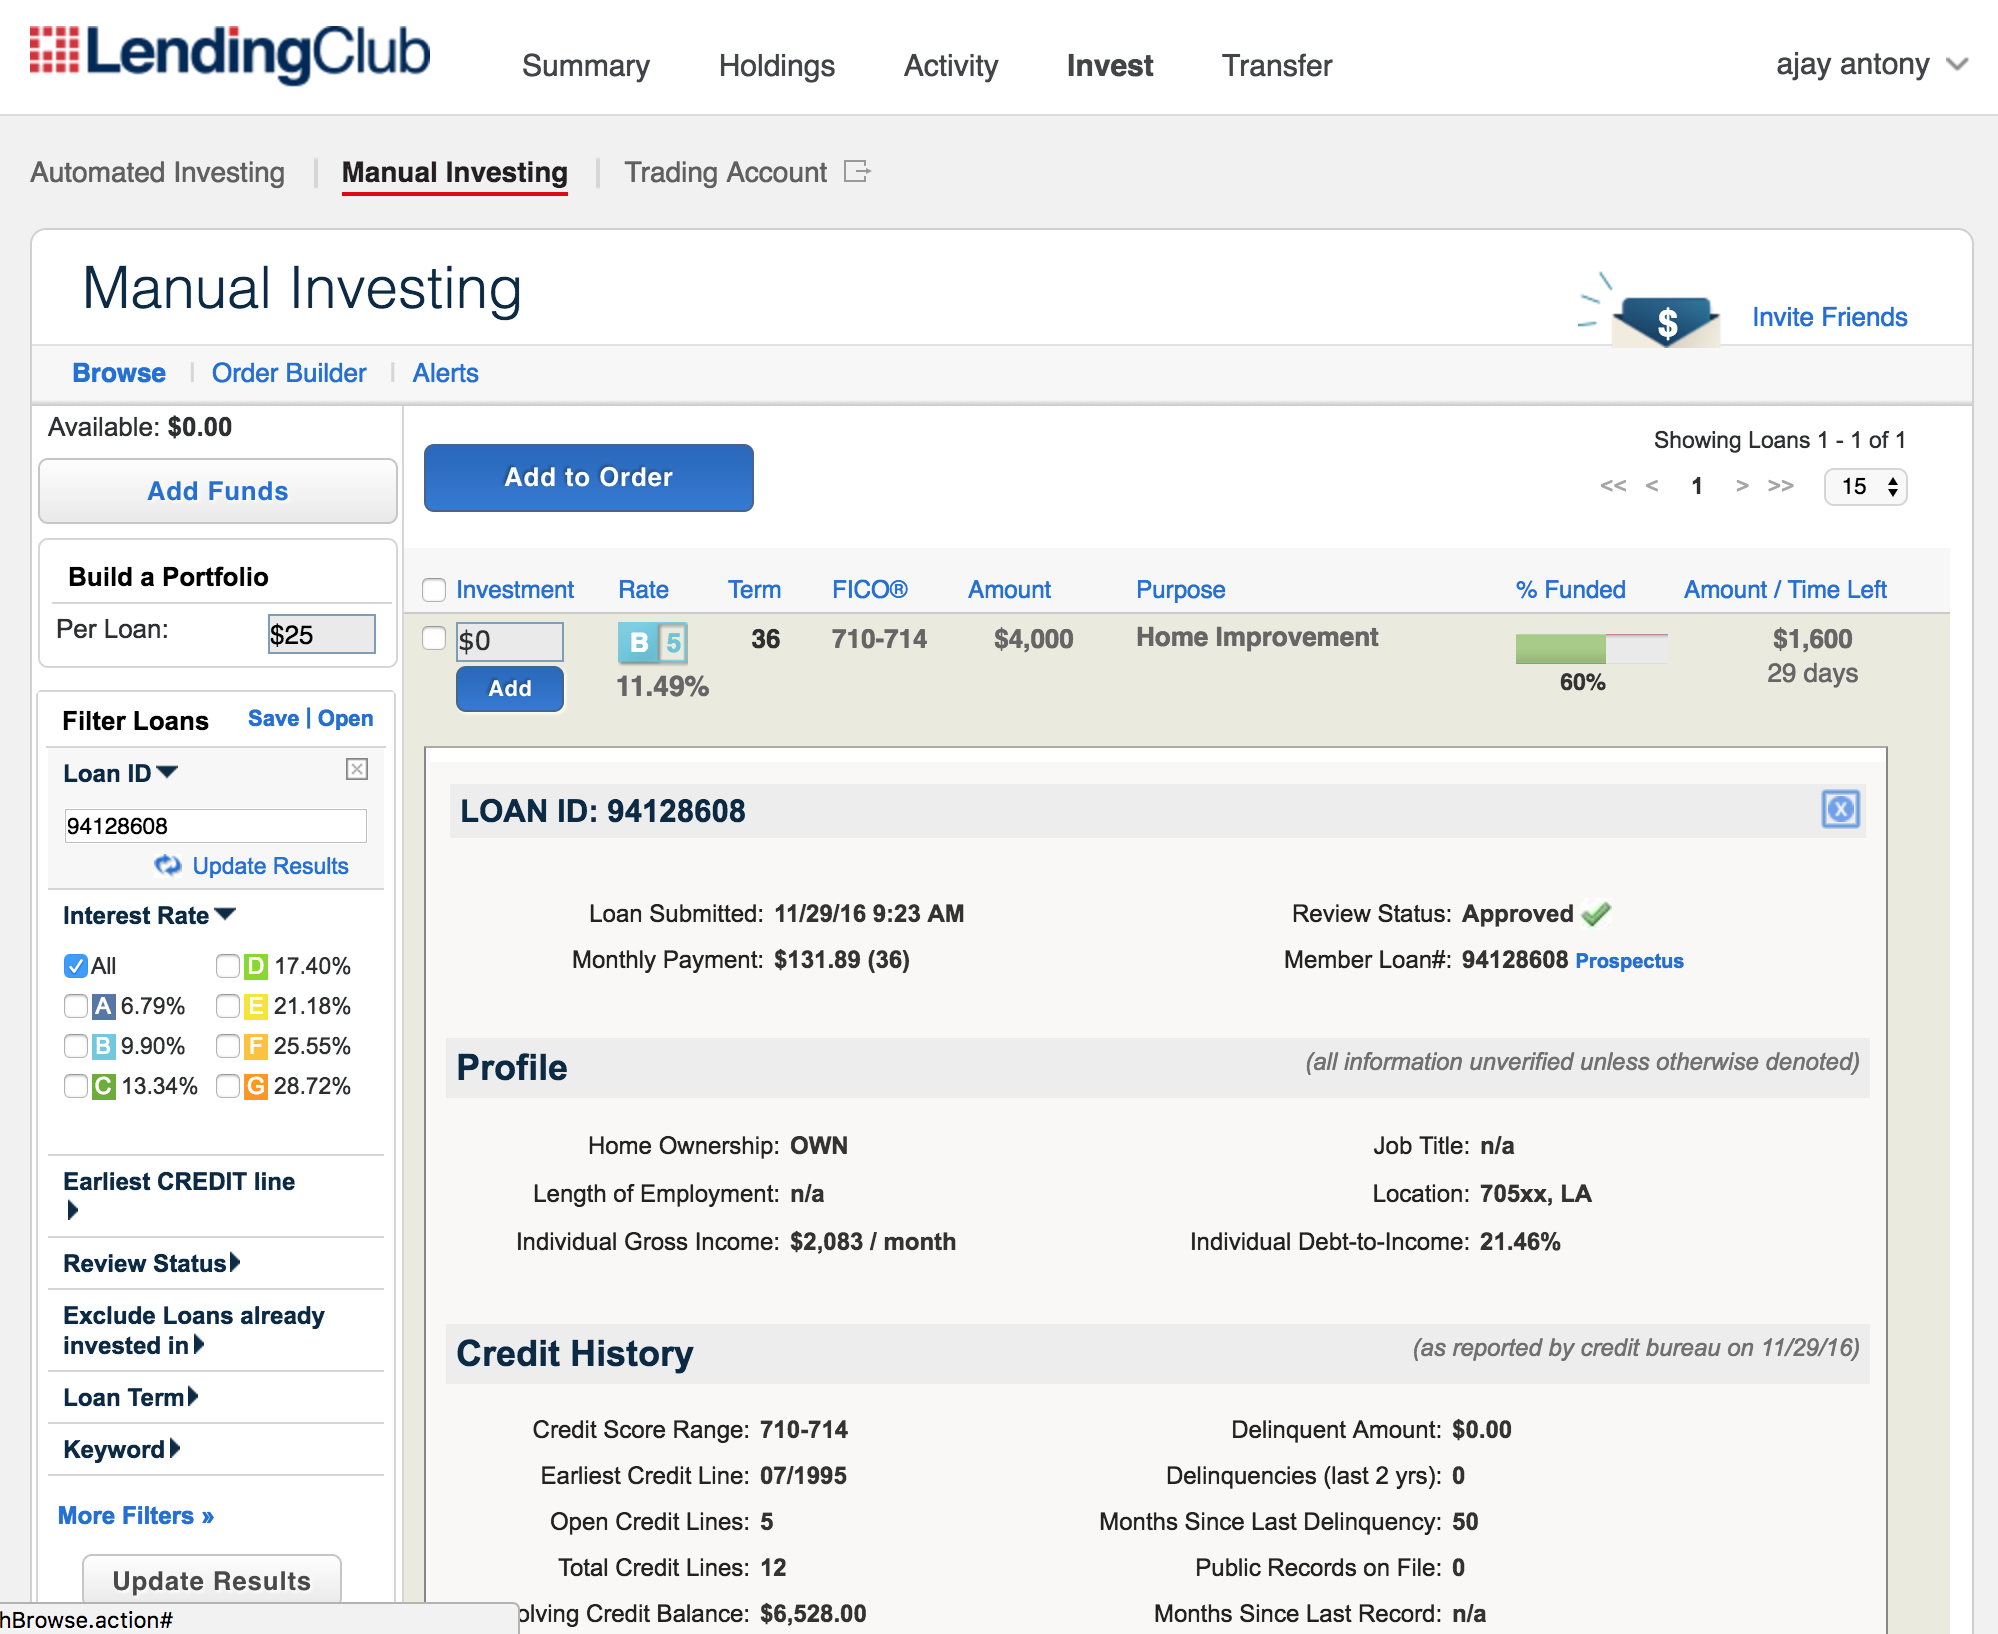 LendingClub
Summary Holdings Activity Invest Transfer ajay antony
Automated Investing Manual Investing Trading Account
Manual Investing
$ Invite Friends
Browse Order Builder Alerts
Available: $0.00
Add Funds
Build a Portfolio
Per Loan: $25
Filter Loans Save | Open
Loan ID
94128608
Update Results
Interest Rate
All D 17.40%
A 6.79% E 21.18%
B 9.90% F 25.55%
C 13.34% G 28.72%
Earliest CREDIT line
Review Status
Exclude Loans already
invested in
Loan Term
Keyword
More Filters »
Update Results
hBrowse.action#
Add to Order
Showing Loans 1 - 1 of 1
<< < 1 > >> 15
Investment Rate Term FICO® Amount Purpose % Funded Amount / Time Left
$0 B 5 36 710-714 $4,000 Home Improvement $1,600
Add 11.49% 60% 29 days
LOAN ID: 94128608 X
Loan Submitted: 11/29/16 9:23 AM Review Status: Approved
Monthly Payment: $131.89 (36) Member Loan#: 94128608 Prospectus
Profile (all information unverified unless otherwise denoted)
Home Ownership: OWN Job Title: n/a
Length of Employment: n/a Location: 705xx, LA
Individual Gross Income: $2,083 / month Individual Debt-to-Income: 21.46%
Credit History (as reported by credit bureau on 11/29/16)
Credit Score Range: 710-714 Delinquent Amount: $0.00
Earliest Credit Line: 07/1995 Delinquencies (last 2 yrs): 0
Open Credit Lines: 5 Months Since Last Delinquency: 50
Total Credit Lines: 12 Public Records on File: 0
olving Credit Balance: $6,528.00 Months Since Last Record: n/a